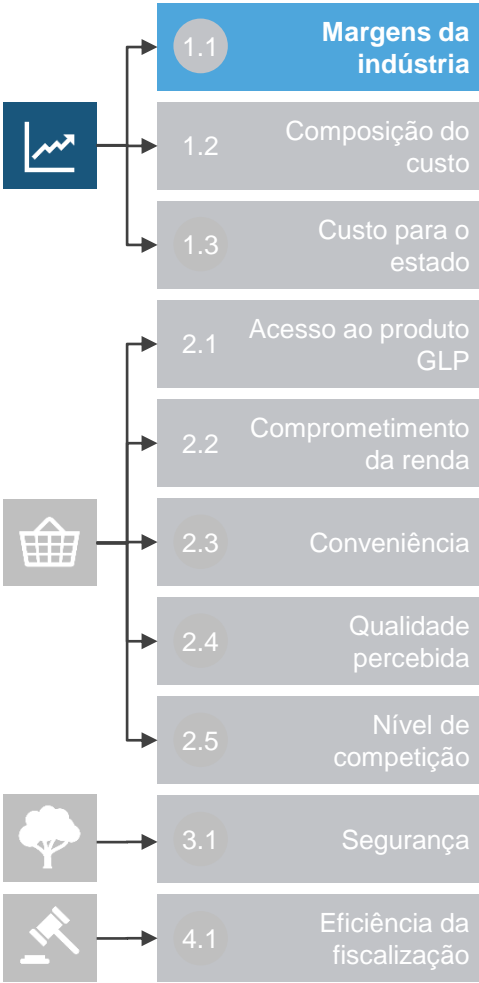 1.1
Margens da
indústria
1.2
Composição do
custo
1.3
Custo para o
estado
2.1
Acesso ao produto
GLP
2.2
Comprometimento
da renda
2.3
Conveniência
2.4
Qualidade
percebida
2.5
Nível de
competição
3.1
Segurança
4.1
Eficiência da
fiscalização